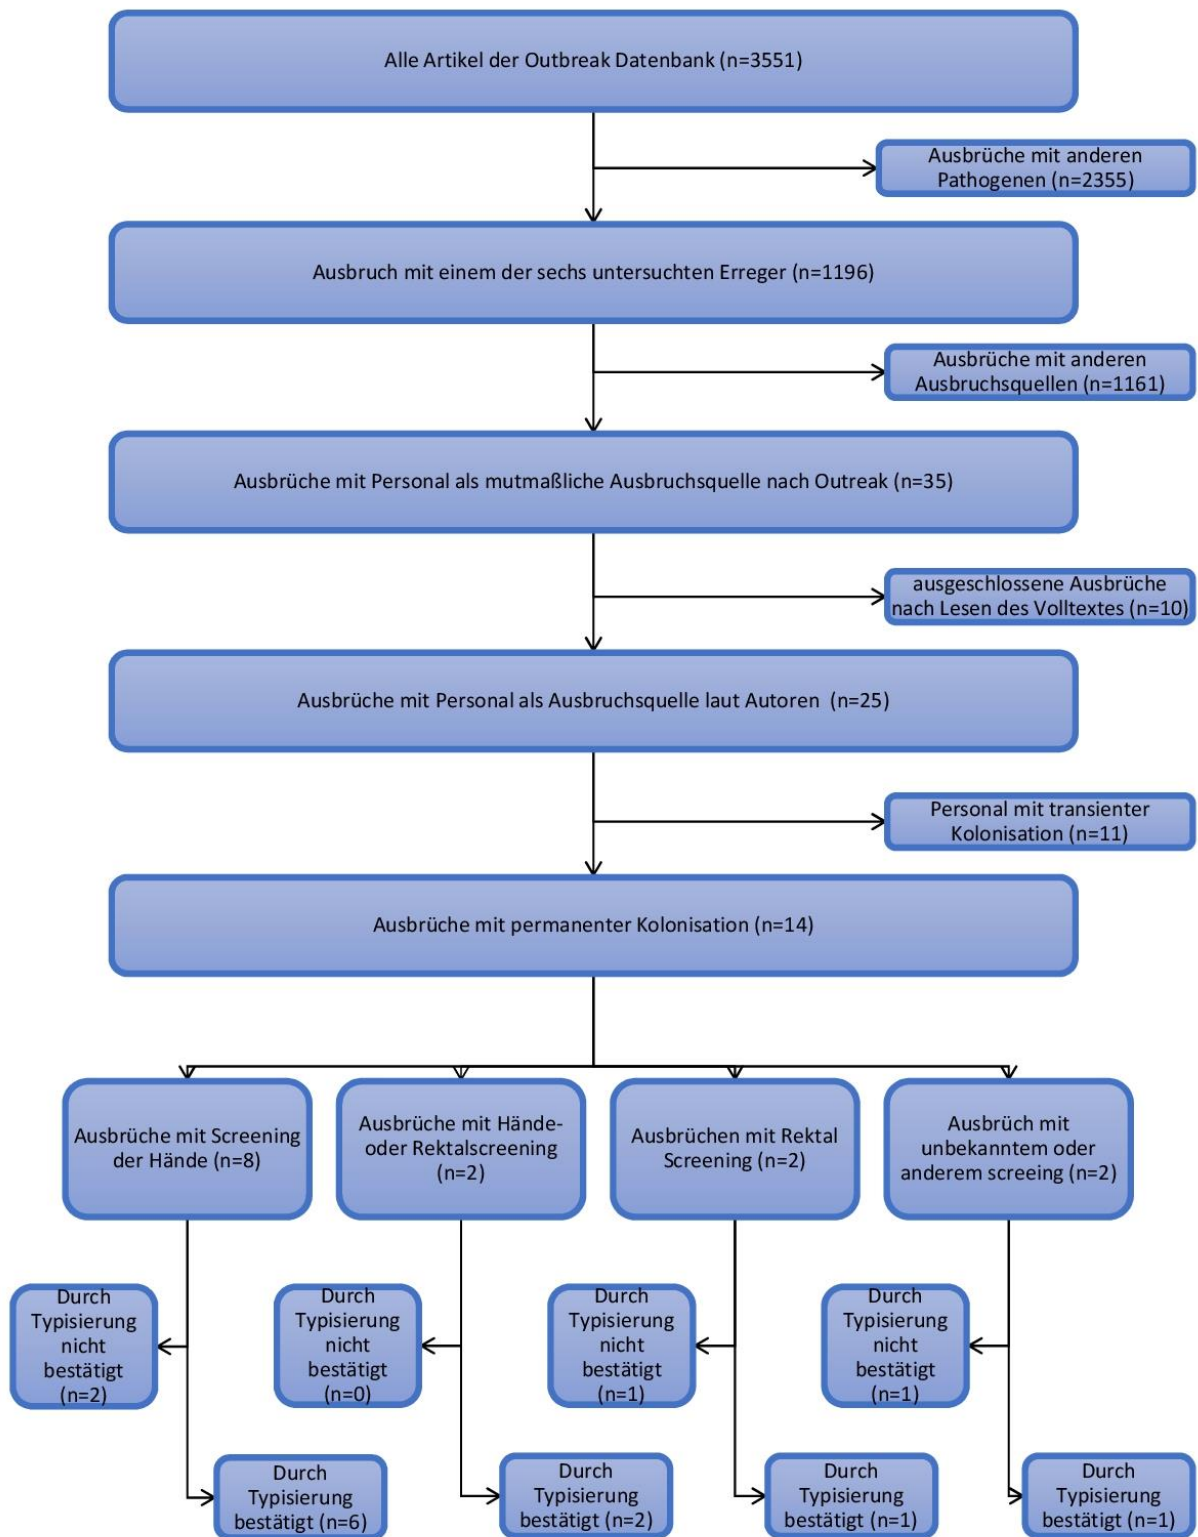 Alle Artikel der Outbreak Datenbank (n=3551)
Ausbrüche mit anderen
Pathogenen (n=2355)
Ausbruch mit einem der sechs untersuchten Erreger (n=1196)
Ausbrüche mit anderen
Ausbruchsquellen (n=1161)
Ausbrüche mit Personal als mutmaßliche Ausbruchsquelle nach Outreak (n=35)
ausgeschlossene Ausbrüche
nach Lesen des Volltextes (n=10)
Ausbrüche mit Personal als Ausbruchsquelle laut Autoren (n=25)
Personal mit transienter
Kolonisation (n=11)
Ausbrüche mit permanenter Kolonisation (n=14)
Ausbrüche mit Screening
der Hände (n=8)
Ausbrüche mit Hände-
oder Rektalscreening
(n=2)
Ausbrüchen mit Rektal
Screening (n=2)
Ausbrüch mit
unbekanntem oder
anderem screeing (n=2)
Durch
Typisierung
nicht
bestätigt
(n=2)
Durch
Typisierung
nicht
bestätigt
(n=0)
Durch
Typisierung
nicht
bestätigt
(n=1)
Durch
Typisierung
nicht
bestätigt
(n=1)
Durch
Typisierung
bestätigt (n=6)
Durch
Typisierung
bestätigt (n=2)
Durch
Typisierung
bestätigt (n=1)
Durch
Typisierung
bestätigt (n=1)